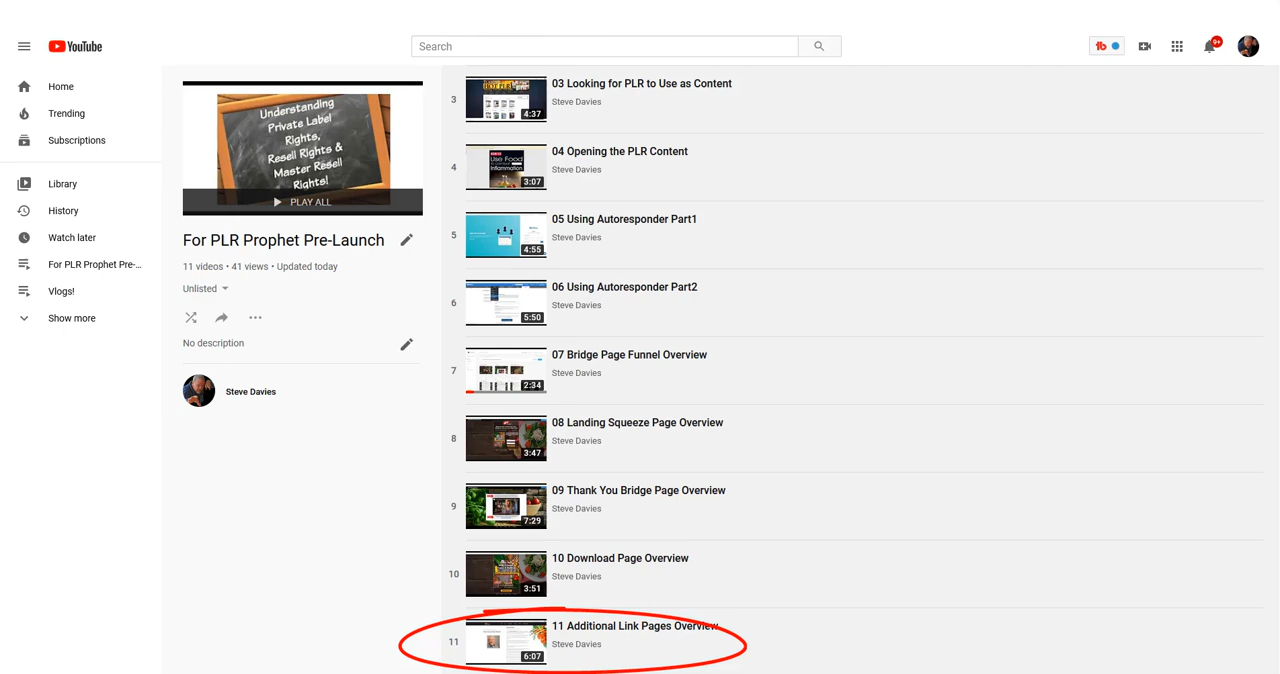 YouTube
Search
9+
Home
Trending
Subscriptions
Library
History
Watch later
For PLR Prophet Pre-...
Vlogs!
Show more
Understanding
Private Label
Rights,
Resell Rights &
Master Resell
Rights!
PLAY ALL
For PLR Prophet Pre-Launch
11 videos • 41 views • Updated today
Unlisted
No description
Steve Davies
3
4:37
03 Looking for PLR to Use as Content
Steve Davies
4
Use Food
Inflammation
3:07
04 Opening the PLR Content
Steve Davies
5
4:55
05 Using Autoresponder Part1
Steve Davies
6
5:50
06 Using Autoresponder Part2
Steve Davies
7
2:34
07 Bridge Page Funnel Overview
Steve Davies
8
3:47
08 Landing Squeeze Page Overview
Steve Davies
9
7:29
09 Thank You Bridge Page Overview
Steve Davies
10
3:51
10 Download Page Overview
Steve Davies
11
6:07
11 Additional Link Pages Overview
Steve Davies